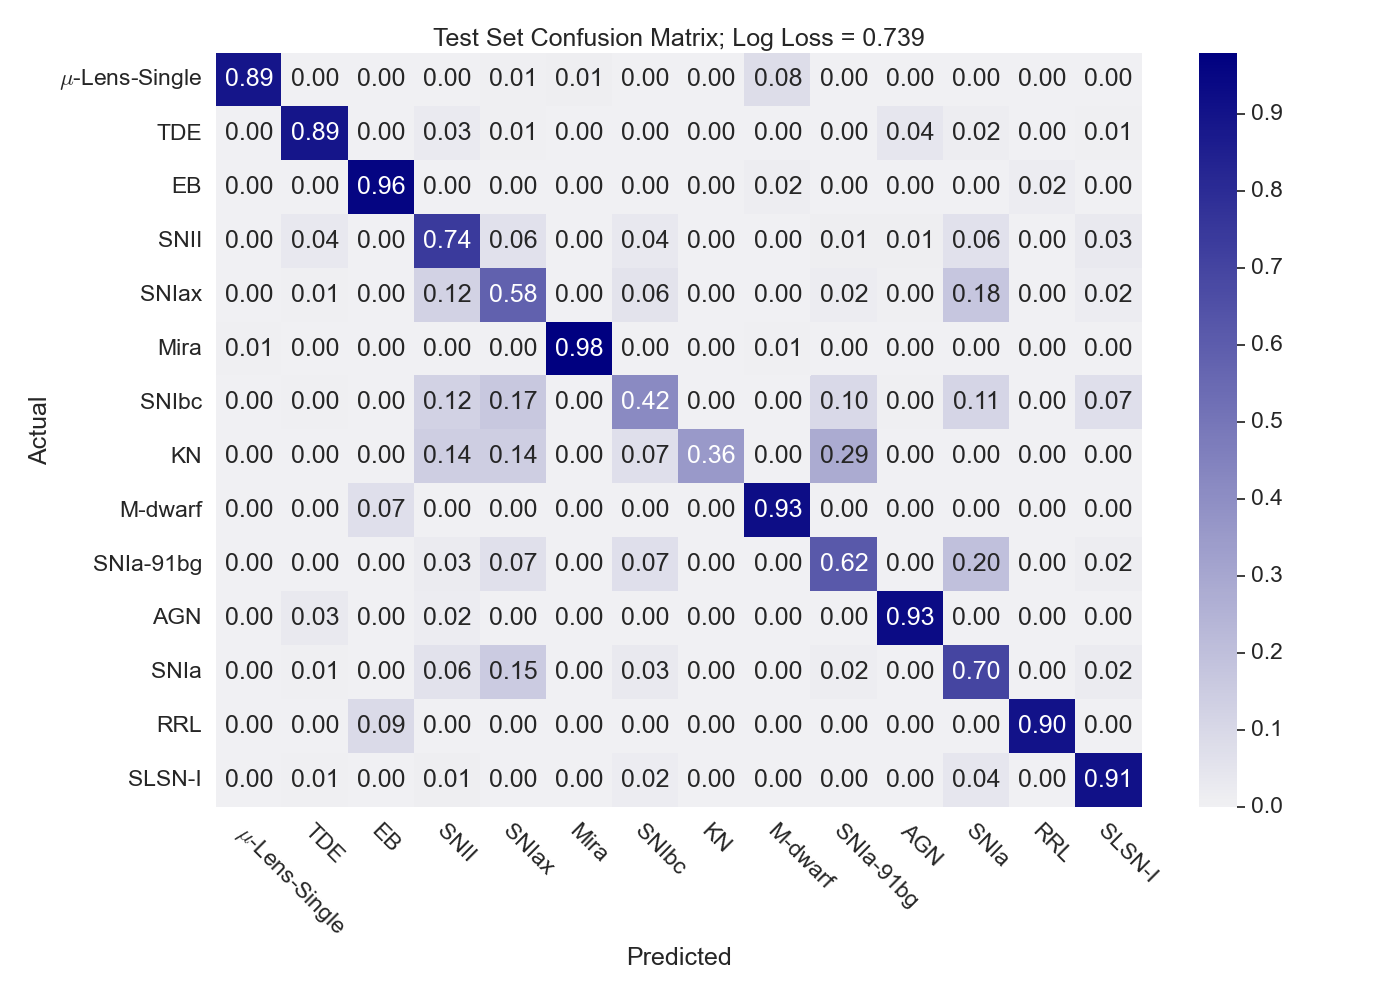 Test Set Confusion Matrix; Log Loss = 0.739
μ-Lens-Single 0.89 0.00 0.00 0.00 0.01 0.01 0.00 0.00 0.08 0.00 0.00 0.00 0.00 0.00
TDE 0.00 0.89 0.00 0.03 0.01 0.00 0.00 0.00 0.00 0.00 0.04 0.02 0.00 0.01
EB 0.00 0.00 0.96 0.00 0.00 0.00 0.00 0.00 0.02 0.00 0.00 0.00 0.02 0.00
SNII 0.00 0.04 0.00 0.74 0.06 0.00 0.04 0.00 0.00 0.01 0.01 0.06 0.00 0.03
SNIax 0.00 0.01 0.00 0.12 0.58 0.00 0.06 0.00 0.00 0.02 0.00 0.18 0.00 0.02
Mira 0.01 0.00 0.00 0.00 0.00 0.98 0.00 0.00 0.01 0.00 0.00 0.00 0.00 0.00
SNIbc 0.00 0.00 0.00 0.12 0.17 0.00 0.42 0.00 0.00 0.10 0.00 0.11 0.00 0.07
KN 0.00 0.00 0.00 0.14 0.14 0.00 0.07 0.36 0.00 0.29 0.00 0.00 0.00 0.00
M-dwarf 0.00 0.00 0.07 0.00 0.00 0.00 0.00 0.00 0.93 0.00 0.00 0.00 0.00 0.00
SNIa-91bg 0.00 0.00 0.00 0.03 0.07 0.00 0.07 0.00 0.00 0.62 0.00 0.20 0.00 0.02
AGN 0.00 0.03 0.00 0.02 0.00 0.00 0.00 0.00 0.00 0.00 0.93 0.00 0.00 0.00
SNIa 0.00 0.01 0.00 0.06 0.15 0.00 0.03 0.00 0.00 0.02 0.00 0.70 0.00 0.02
RRL 0.00 0.00 0.09 0.00 0.00 0.00 0.00 0.00 0.00 0.00 0.00 0.00 0.90 0.00
SLSN-I 0.00 0.01 0.00 0.01 0.00 0.00 0.02 0.00 0.00 0.00 0.00 0.04 0.00 0.91
μ-Lens-Single TDE EB SNII SNIax Mira SNIbc KN M-dwarf SNIa-91bg AGN SNIa RRL SLSN-I
Predicted
Actual
0.9
0.8
0.7
0.6
0.5
0.4
0.3
0.2
0.1
0.0